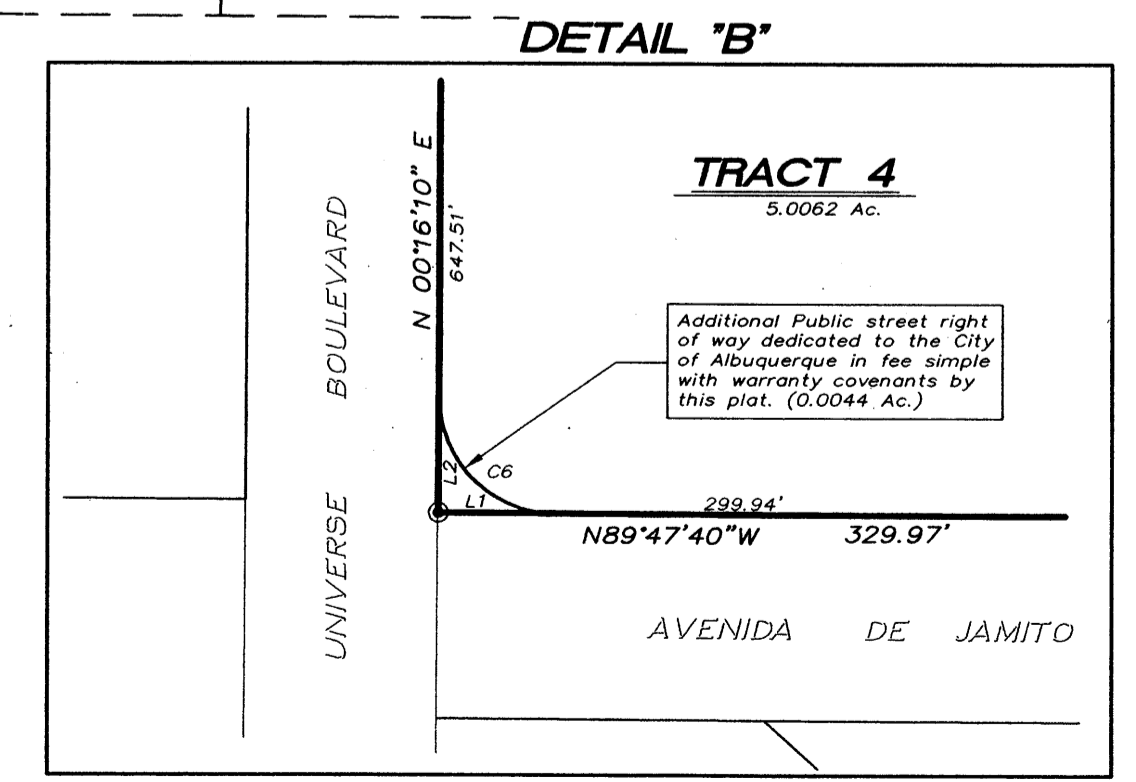 DETAIL "B"
TRACT 4
5.0062 Ac.
N 00°16'10" E
647.51'
UNIVERSE BOULEVARD
Additional Public street right
of way dedicated to the City
of Albuquerque in fee simple
with warranty covenants by
this plat. (0.0044 Ac.)
L2
C6
L1
299.94'
N89°47'40"W 329.97'
AVENIDA DE JAMITO